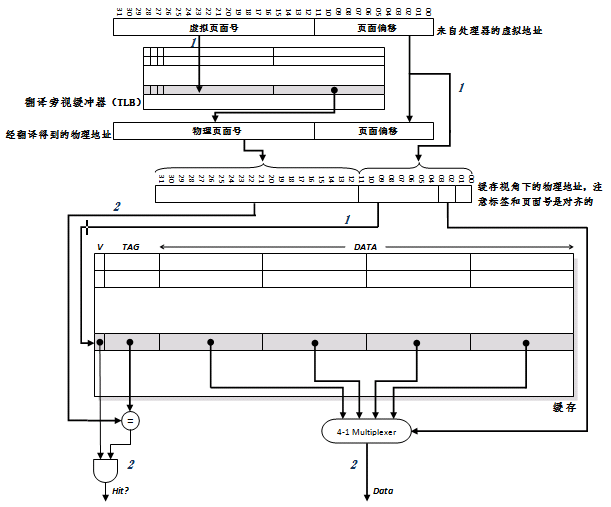 31 30 29 28 27 26 25 24 23 22 21 20 19 18 17 16 15 14 13 12 11 10 09 08 07 06 05 04 03 02 01 00
虚拟页面号 页面偏移 来自处理器的虚拟地址
1
1
翻译旁视缓冲器（TLB）
经翻译得到的物理地址 物理页面号 页面偏移
31 30 29 28 27 26 25 24 23 22 21 20 19 18 17 16 15 14 13 12 11 10 09 08 07 06 05 04 03 02 01 00
缓存视角下的物理地址，注
意标签和页面号是对齐的
2
1
V TAG DATA
缓存
=
4-1 Multiplexer
2
2
Hit?
Data